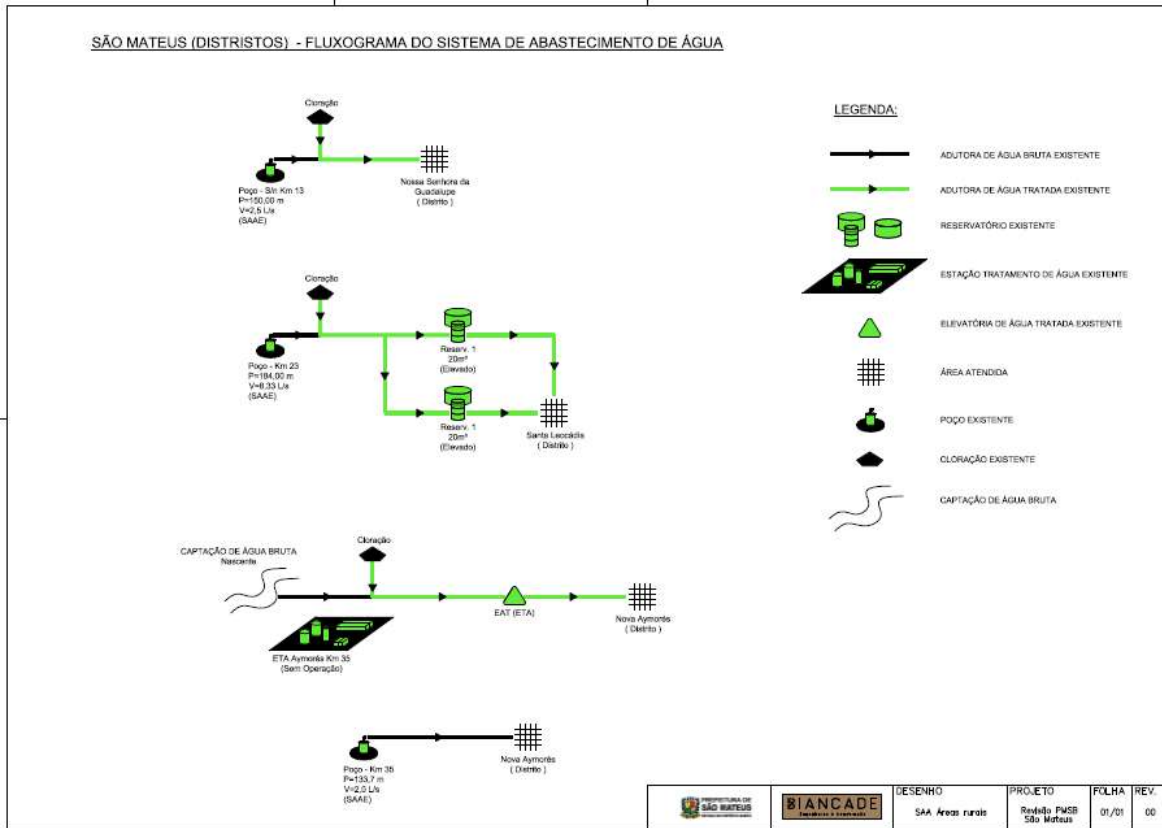 SÃO MATEUS (DISTRISTOS) - FLUXOGRAMA DO SISTEMA DE ABASTECIMENTO DE ÁGUA
Cloração
Poço - S/n Km 13
P=150,00 m
V=2,5 L/s
(SAAE)
Nossa Senhora da
Guadalupe
( Distrito )
Cloração
Poço - Km 23
P=184,00 m
V=8,33 L/s
(SAAE)
Reserv. 1
20m³
(Elevado)
Reserv. 1
20m³
(Elevado)
Santa Leocádia
( Distrito )
CAPTAÇÃO DE ÁGUA BRUTA
Nascente
Cloração
EAT (ETA)
Nova Aymorés
( Distrito )
ETA Aymorés Km 35
(Sem Operação)
Poço - Km 35
P=133,7 m
V=2,0 L/s
(SAAE)
Nova Aymorés
( Distrito )
LEGENDA:
ADUTORA DE ÁGUA BRUTA EXISTENTE
ADUTORA DE ÁGUA TRATADA EXISTENTE
RESERVATÓRIO EXISTENTE
ESTAÇÃO TRATAMENTO DE ÁGUA EXISTENTE
ELEVATÓRIA DE ÁGUA TRATADA EXISTENTE
ÁREA ATENDIDA
POÇO EXISTENTE
CLORAÇÃO EXISTENTE
CAPTAÇÃO DE ÁGUA BRUTA
PREFEITURA DE
SÃO MATEUS
BIANCADE
DESENHO
SAA Áreas rurais
PROJETO
Revisão PMSB
São Mateus
FOLHA
01/01
REV.
00